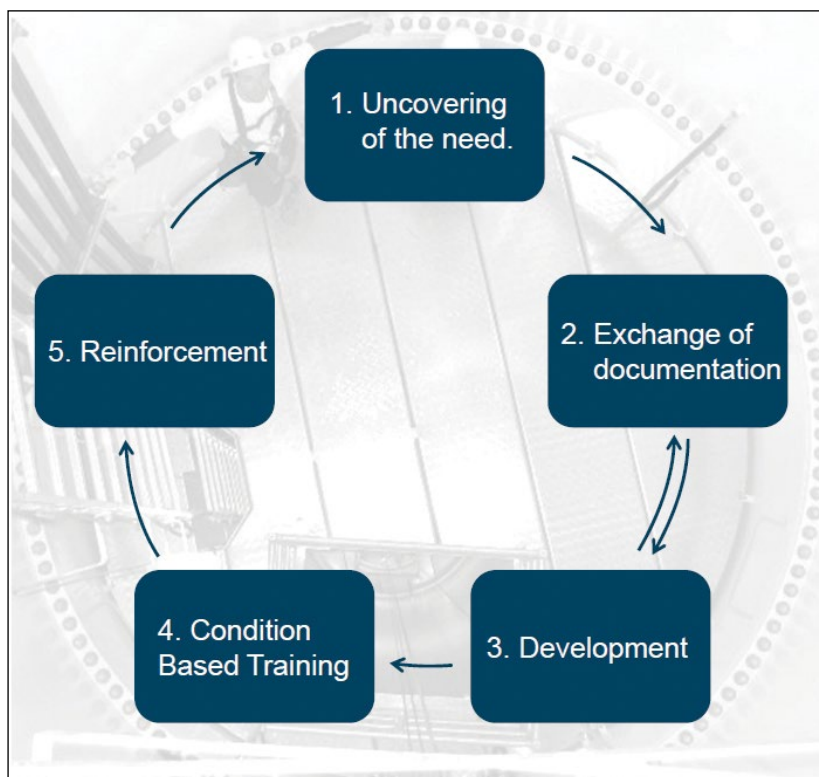 1. Uncovering
of the need.
2. Exchange of
documentation
3. Development
4. Condition
Based Training
5. Reinforcement